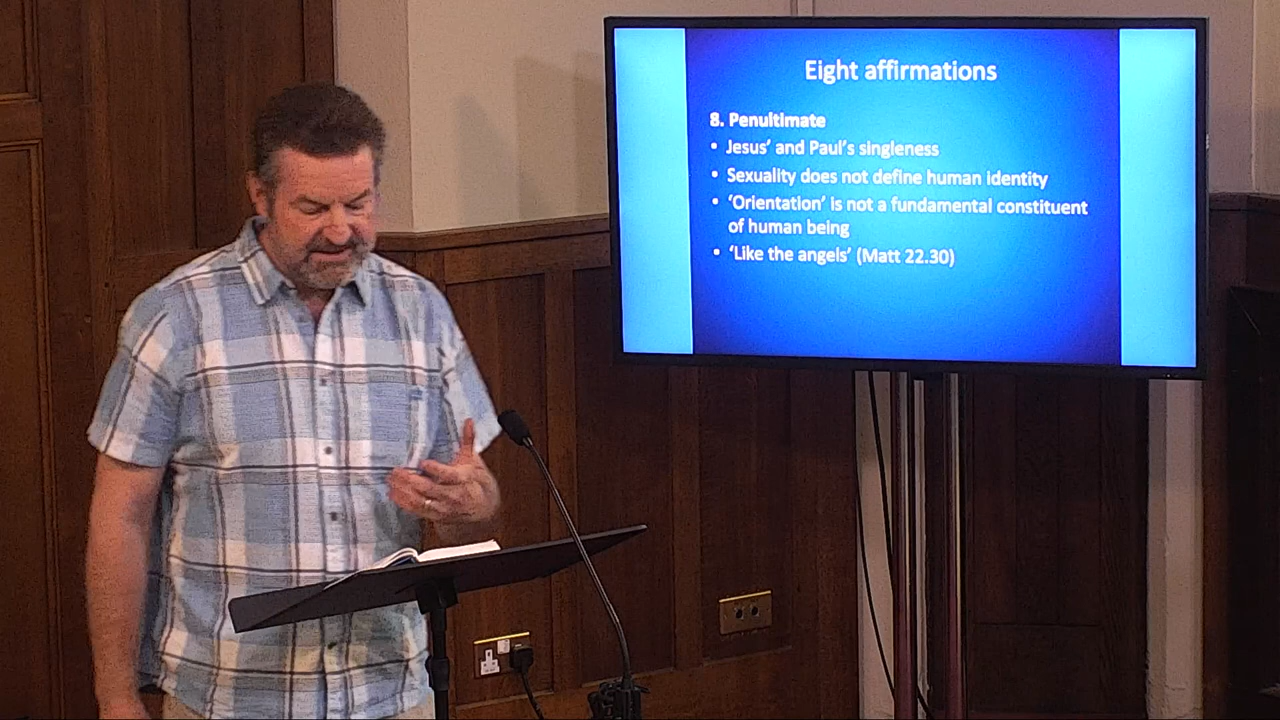 Eight affirmations
8. Penultimate
• Jesus' and Paul's singleness
• Sexuality does not define human identity
• 'Orientation' is not a fundamental constituent
of human being
• 'Like the angels' (Matt 22.30)